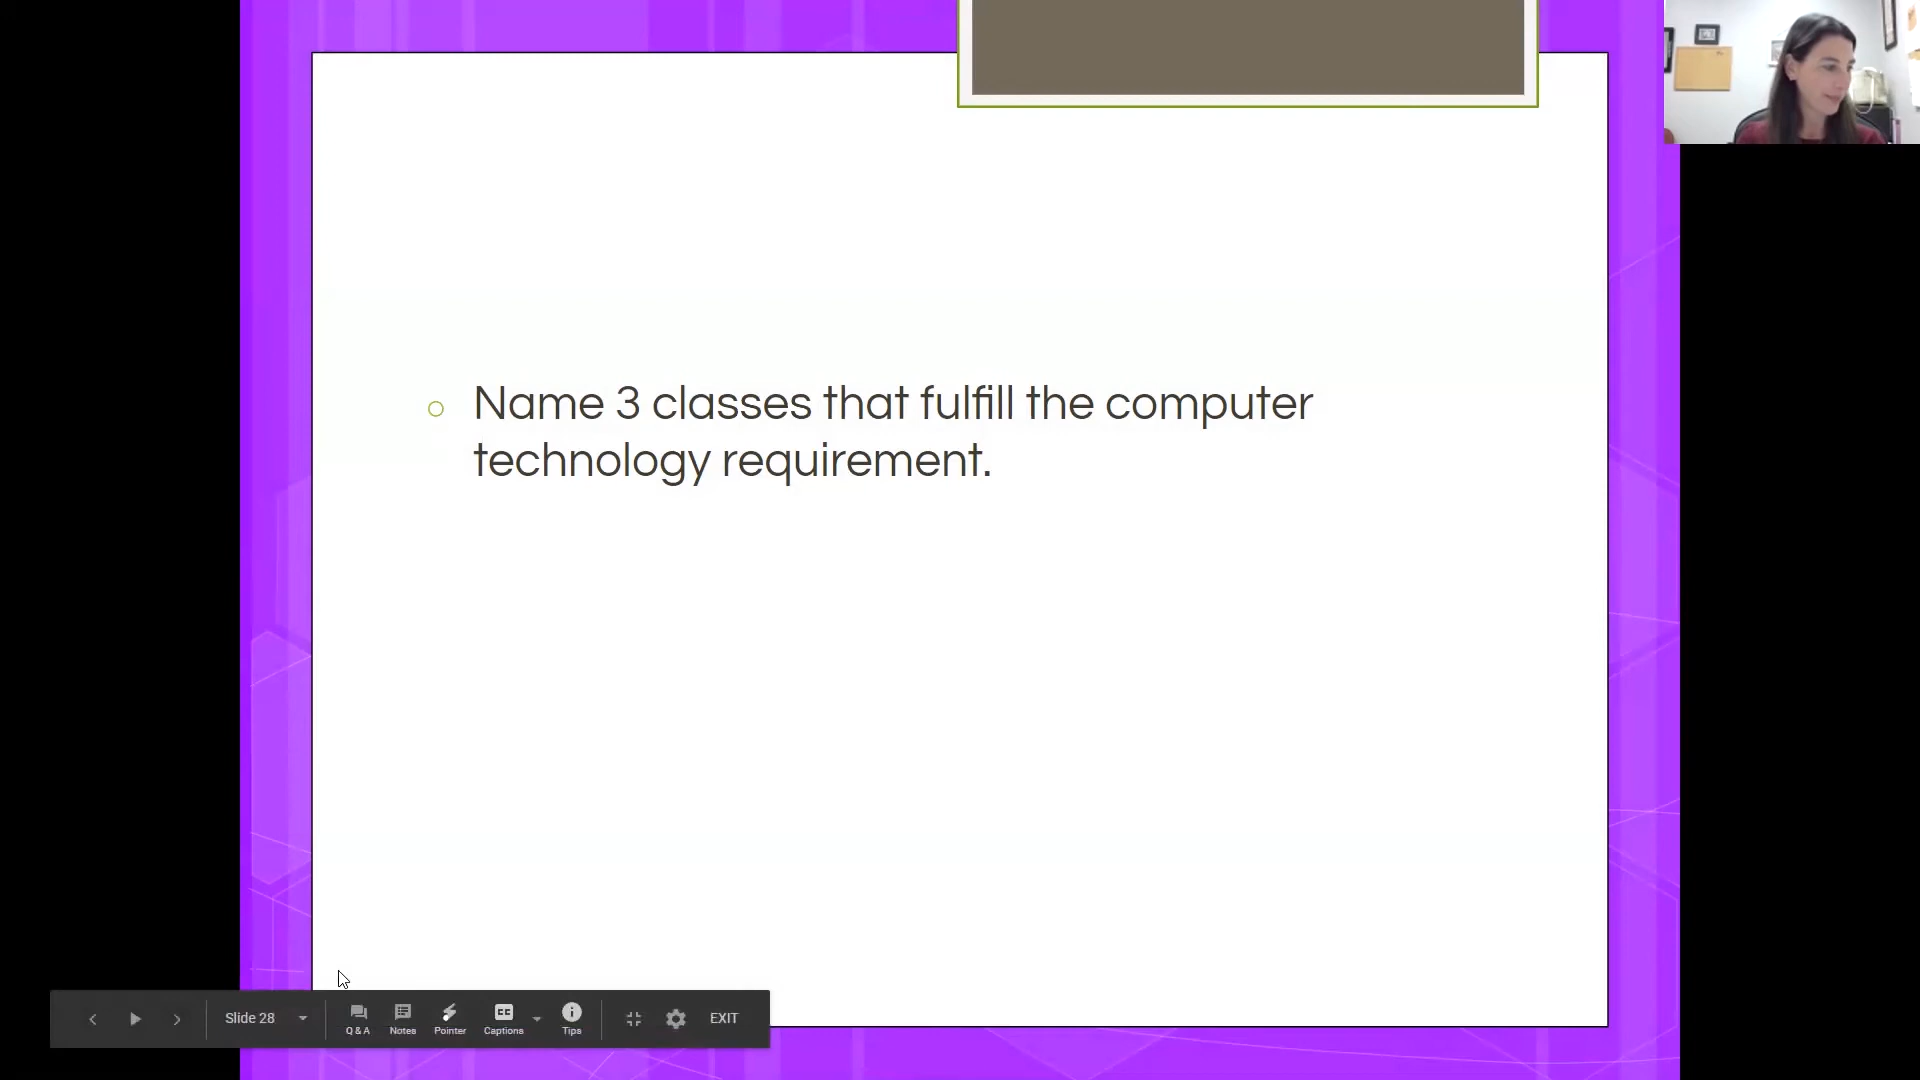 Name 3 classes that fulfill the computer
technology requirement.
Slide 28
Q & A
Notes
Pointer
Captions
Tips
EXIT